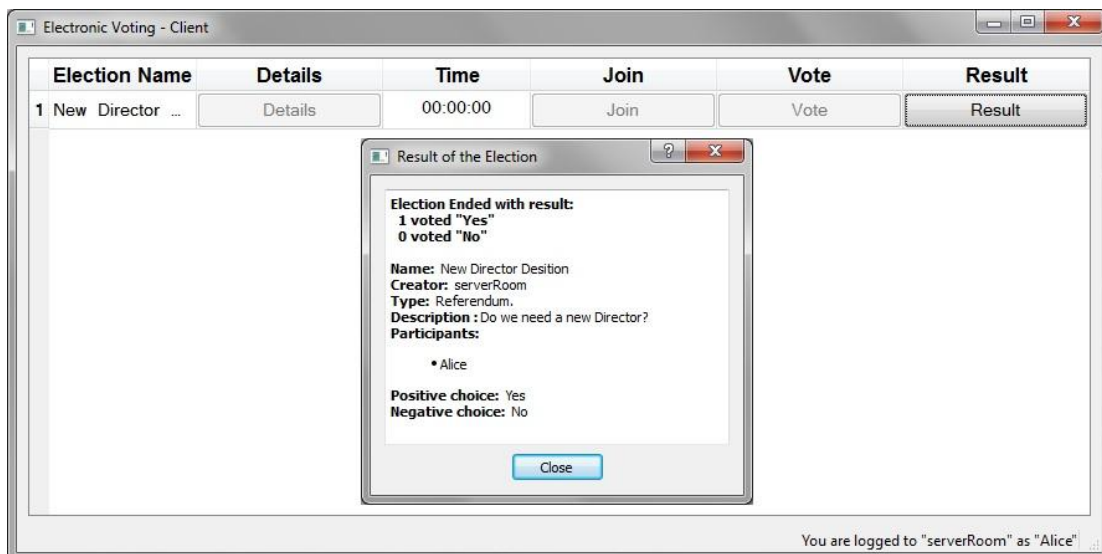 Electronic Voting - Client
Election Name Details Time Join Vote Result
1 New Director ... Details 00:00:00 Join Vote Result
Result of the Election
Election Ended with result:
1 voted "Yes"
0 voted "No"
Name: New Director Desition
Creator: serverRoom
Type: Referendum.
Description : Do we need a new Director?
Participants:
• Alice
Positive choice: Yes
Negative choice: No
Close
You are logged to "serverRoom" as "Alice"